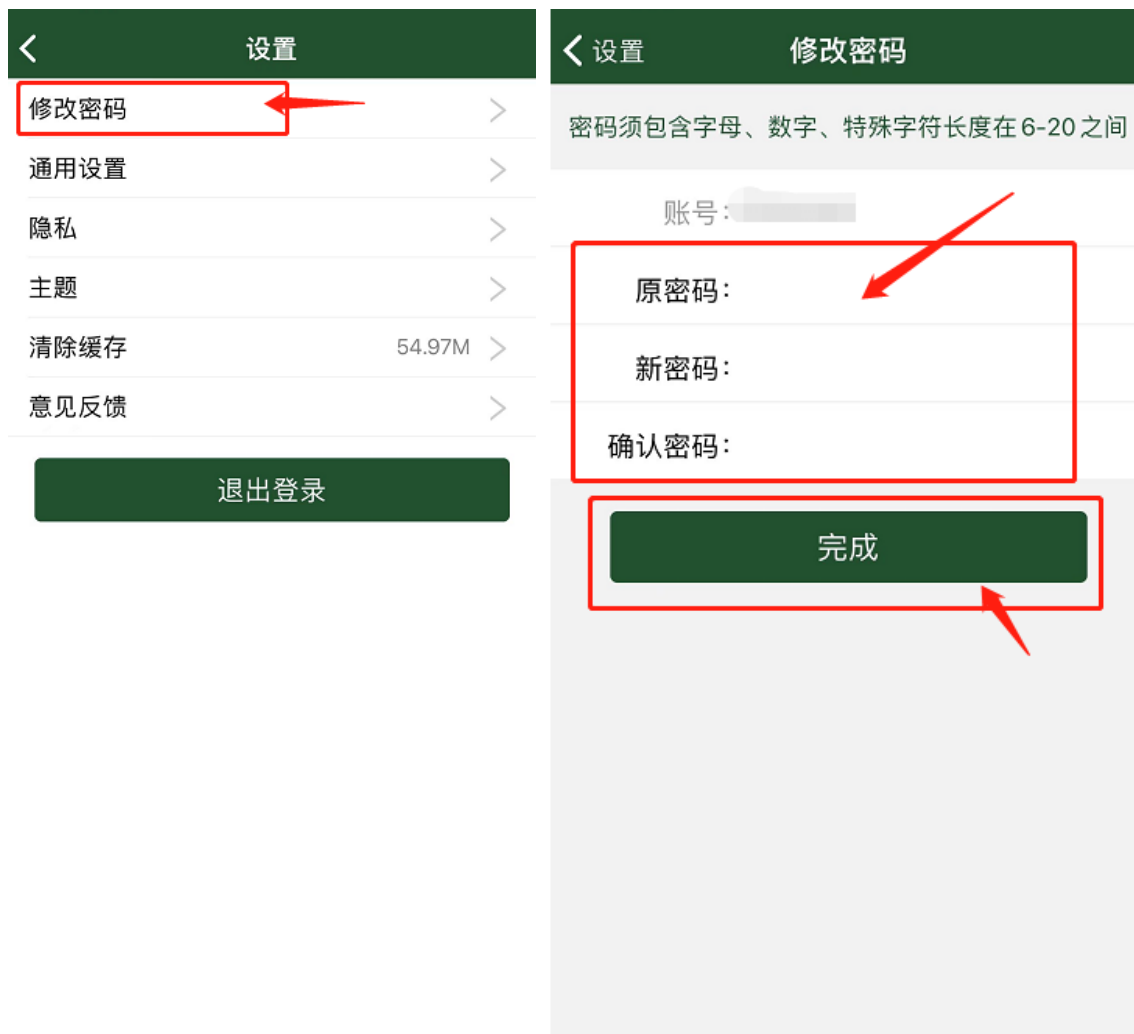 设置
修改密码
通用设置
隐私
主题
清除缓存 54.97M
意见反馈
退出登录
设置 修改密码
密码须包含字母、数字、特殊字符长度在6-20之间
账号:
原密码:
新密码:
确认密码:
完成